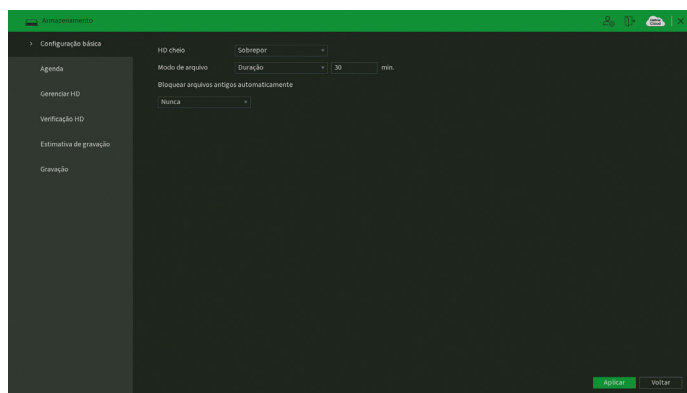 Armazenamento
Cloud
Configuração básica
Agenda
Gerenciar HD
Verificação HD
Estimativa de gravação
Gravação
HD cheio Sobrepor
Modo de arquivo Duração 30 min.
Bloquear arquivos antigos automaticamente
Nunca
Aplicar Voltar